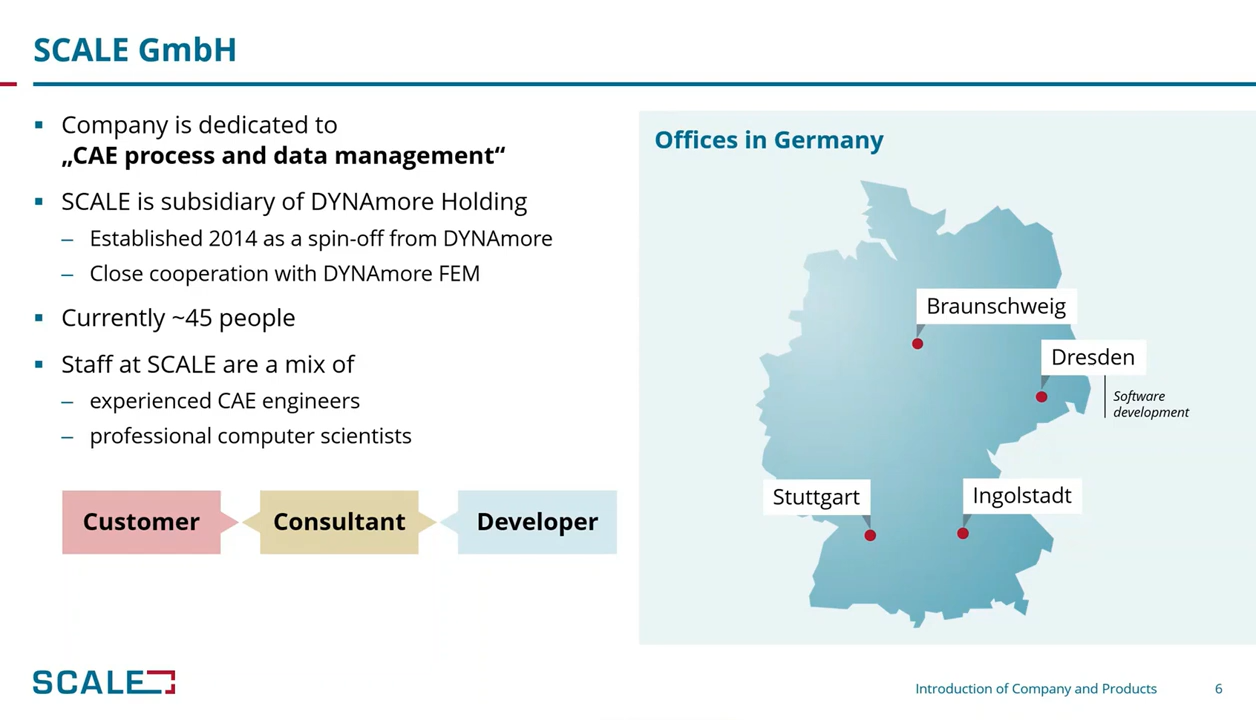 SCALE GmbH
Company is dedicated to
„CAE process and data management“
SCALE is subsidiary of DYNAmore Holding
– Established 2014 as a spin-off from DYNAmore
– Close cooperation with DYNAmore FEM
Currently ~45 people
Staff at SCALE are a mix of
– experienced CAE engineers
– professional computer scientists
Customer
Consultant
Developer
Offices in Germany
Braunschweig
Dresden
Software
development
Stuttgart
Ingolstadt
SCALE
Introduction of Company and Products
6